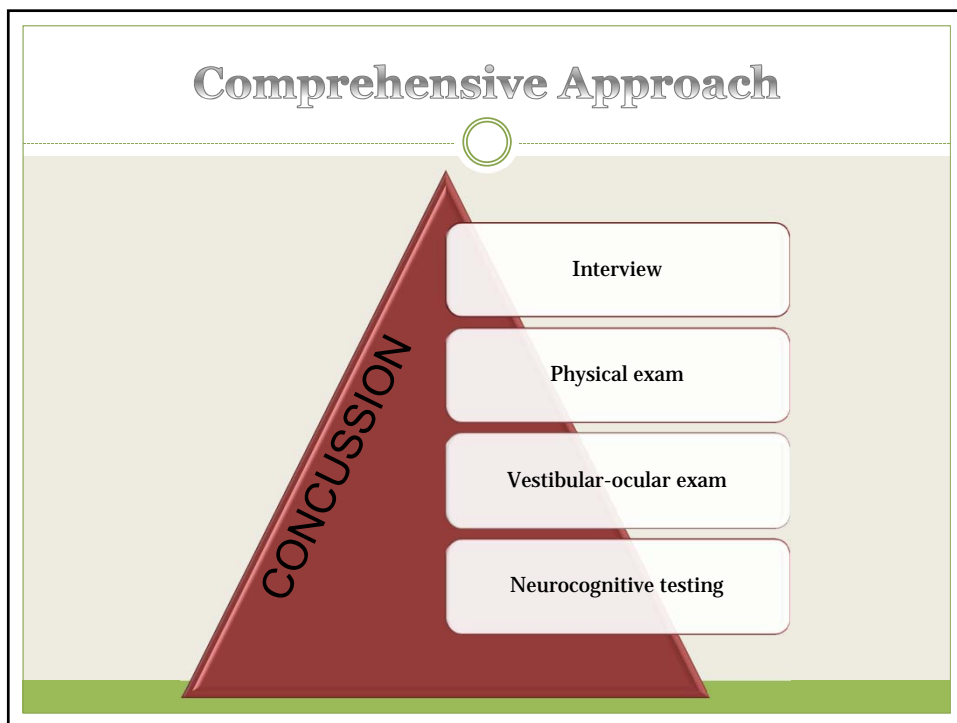 Comprehensive Approach
CONCUSSION
Interview
Physical exam
Vestibular-ocular exam
Neurocognitive testing